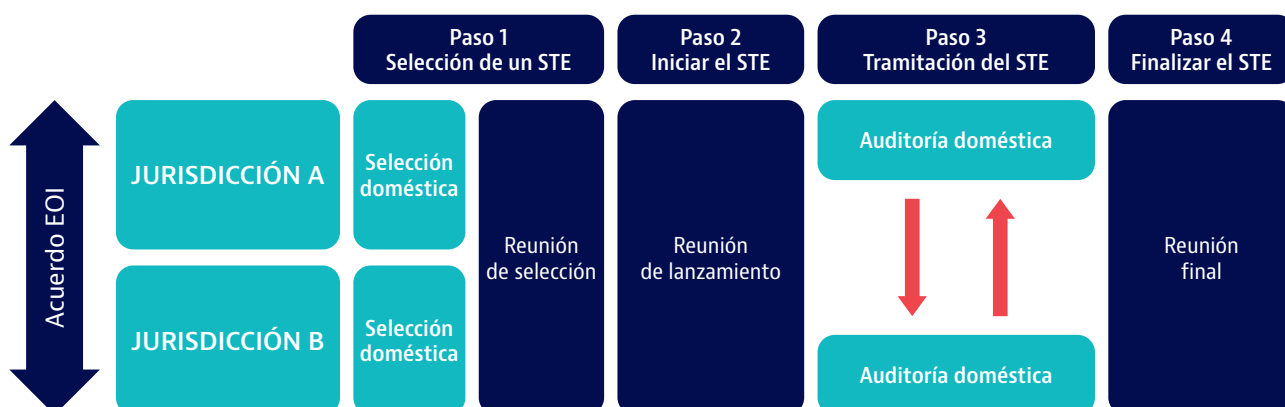 Paso 1
Selección de un STE
Paso 2
Iniciar el STE
Paso 3
Tramitación del STE
Paso 4
Finalizar el STE
Acuerdo EOI
JURISDICCIÓN A
Selección
doméstica
JURISDICCIÓN B
Selección
doméstica
Reunión
de selección
Reunión
de lanzamiento
Auditoría doméstica
Auditoría doméstica
Reunión
final